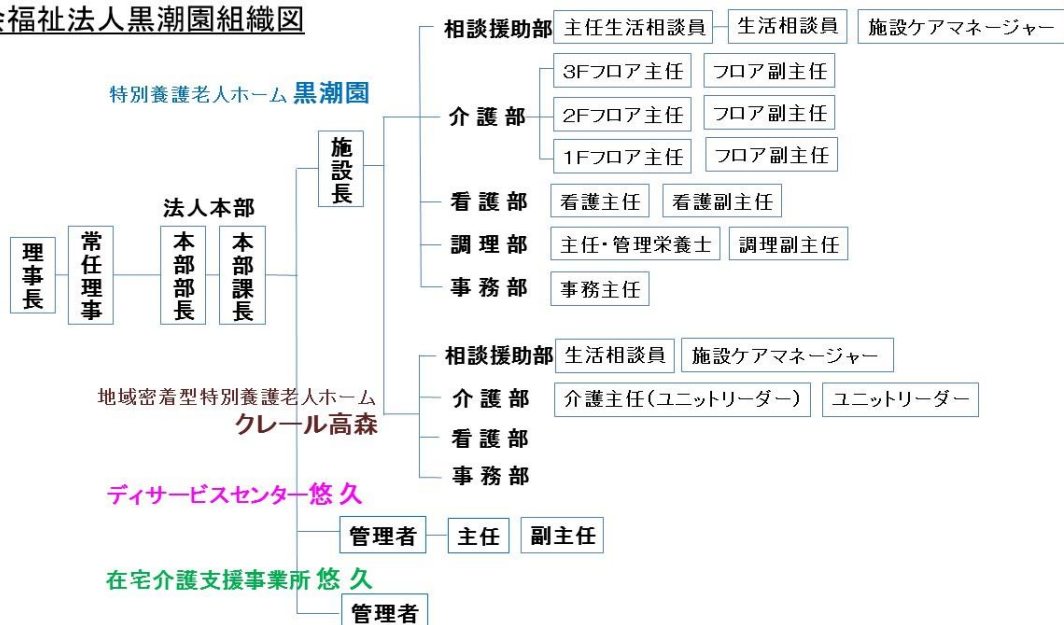 会福祉法人黒潮園組織図
相談援助部 主任生活相談員 生活相談員 施設ケアマネージャー
特別養護老人ホーム 黒潮園
3Fフロア主任 フロア副主任
介護部 2Fフロア主任 フロア副主任
1Fフロア主任 フロア副主任
施設長
看護部 看護主任 看護副主任
法人本部
調理部 主任・管理栄養士 調理副主任
理事長 常任理事 本部部長 本部課長
事務部 事務主任
相談援助部 生活相談員 施設ケアマネージャー
地域密着型特別養護老人ホーム
クレール高森
介護部 介護主任(ユニットリーダー) ユニットリーダー
看護部
事務部
ディサービスセンター悠久
管理者 主任 副主任
在宅介護支援事業所 悠久
管理者